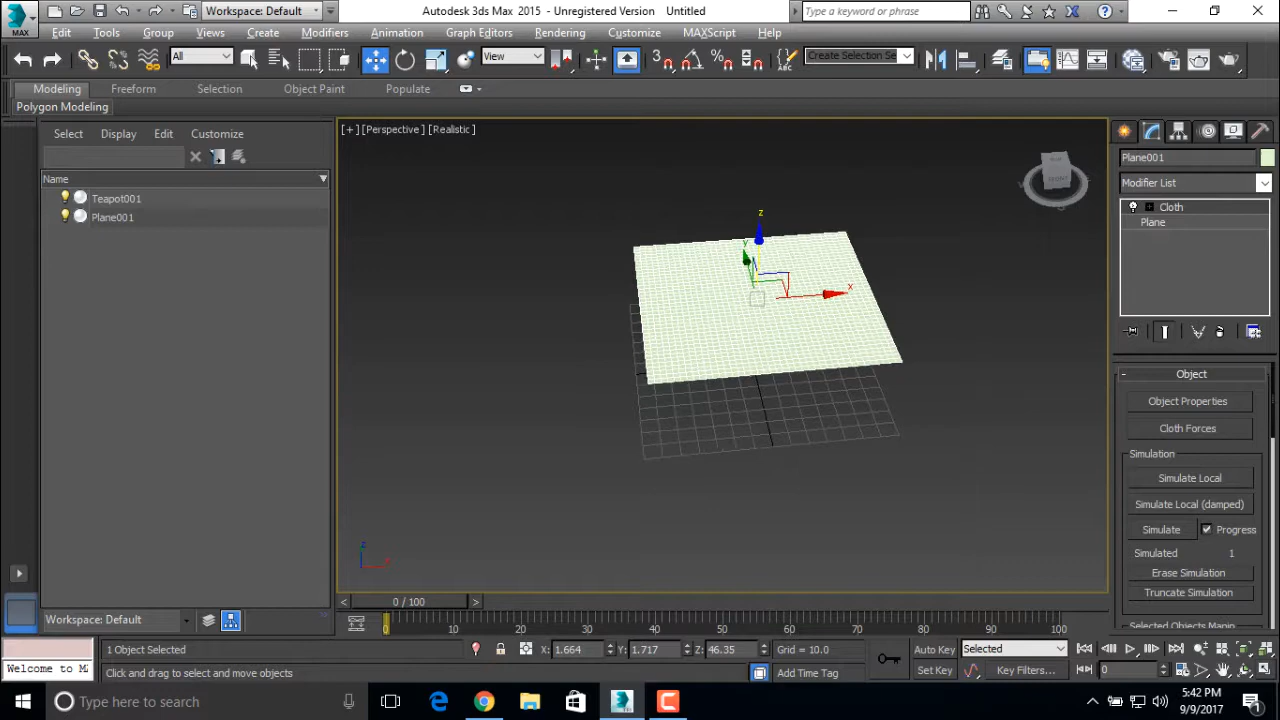 Workspace: Default
Autodesk 3ds Max 2015 - Unregistered Version Untitled
Type a keyword or phrase
MAX
Edit Tools Group Views Create Modifiers Animation Graph Editors Rendering Customize MAXScript Help
All
View
3
Create Selection Se
Modeling Freeform Selection Object Paint Populate
Polygon Modeling
Select Display Edit Customize
[+] [Perspective] [Realistic]
Plane001
Name
Modifier List
Teapot001
Plane001
Cloth
Plane
z
y
x
FRONT
Object
Object Properties
Cloth Forces
Simulation
Simulate Local
Simulate Local (damped)
Simulate Progress
Simulated 1
Erase Simulation
Truncate Simulation
z
0 / 100
Workspace: Default
0 10 20 30 40 50 60 70 80 90 100
1 Object Selected
X: 1.664 Y: 1.717 Z: 46.35
Grid = 10.0
Auto Key Selected
Welcome to M
Click and drag to select and move objects
Add Time Tag
Set Key Key Filters...
0
Type here to search
5:42 PM
9/9/2017